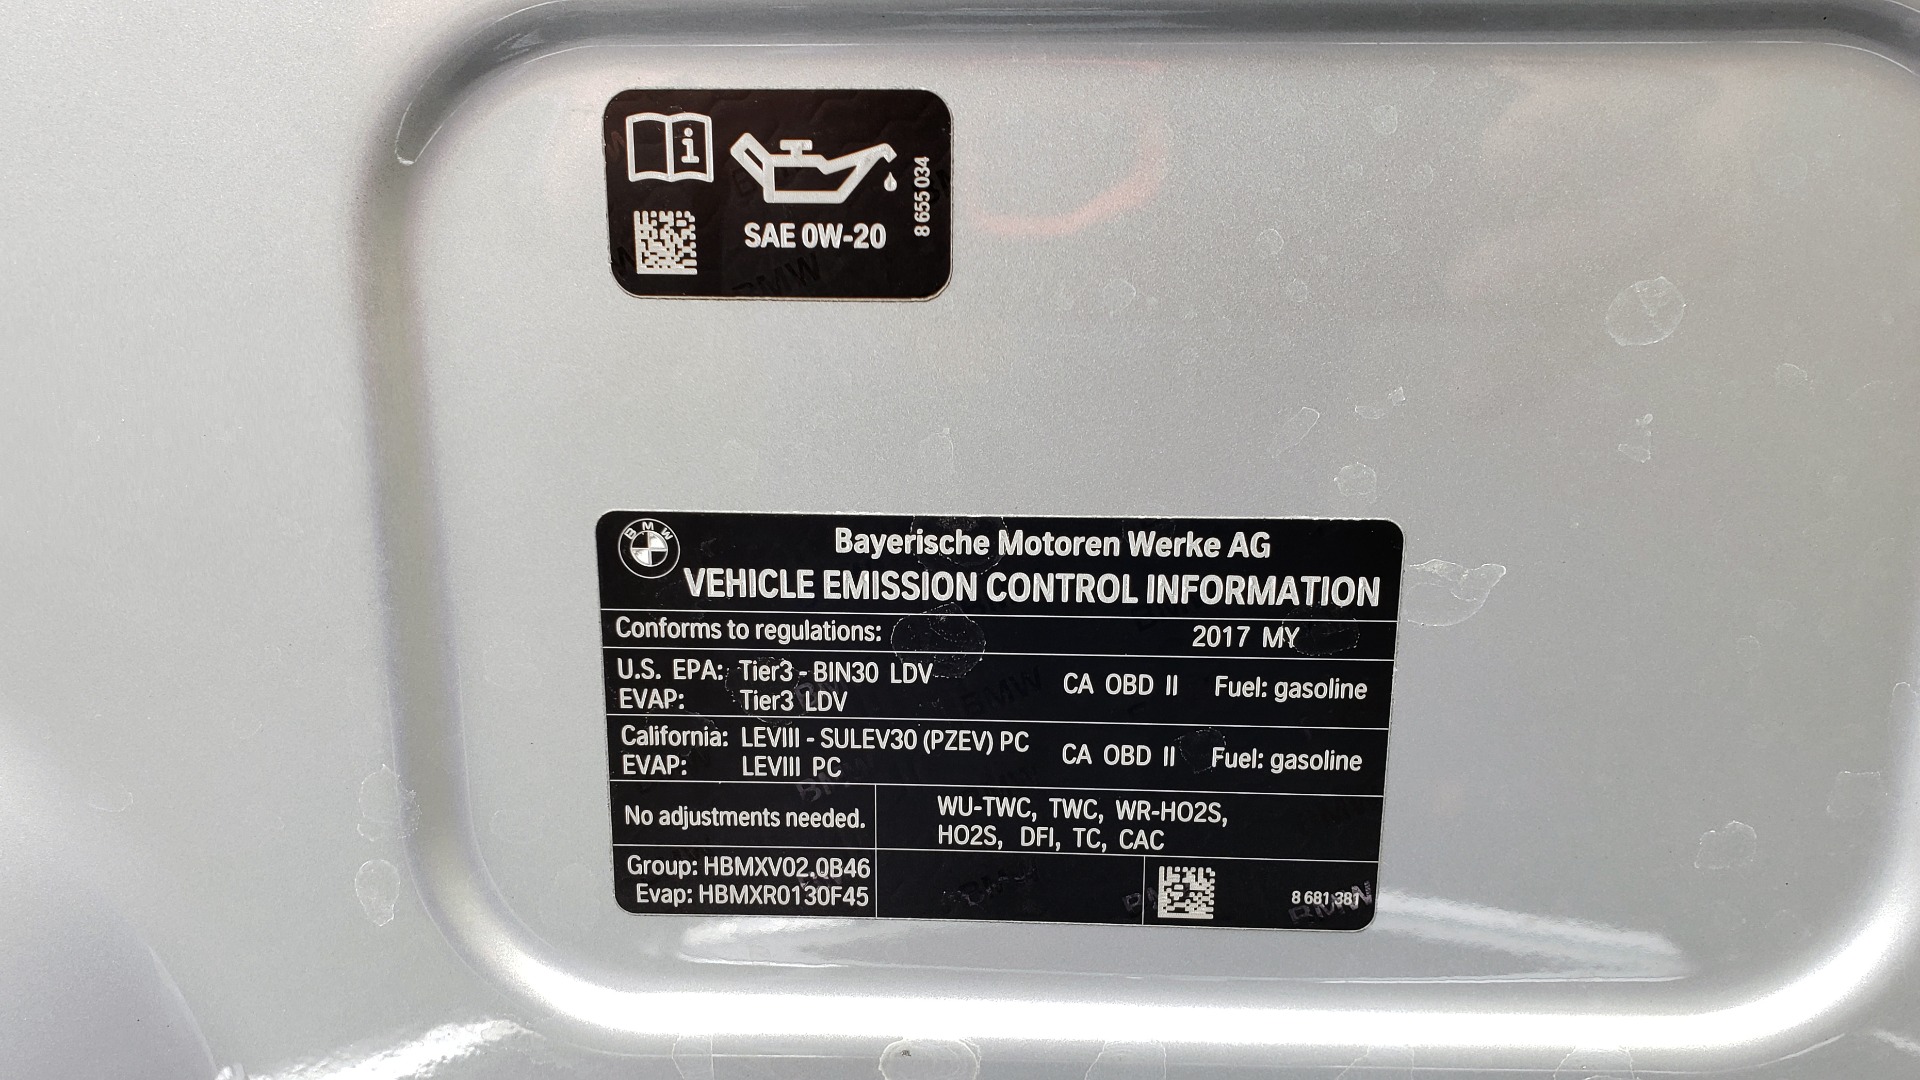 SAE 0W-20
8 655 034
BMW
Bayerische Motoren Werke AG
VEHICLE EMISSION CONTROL INFORMATION
Conforms to regulations: 2017 MY
U.S. EPA: Tier3 - BIN30 LDV CA OBD II Fuel: gasoline
EVAP: Tier3 LDV
California: LEVIII - SULEV30 (PZEV) PC CA OBD II Fuel: gasoline
EVAP: LEVIII PC
No adjustments needed.
WU-TWC, TWC, WR-HO2S,
HO2S, DFI, TC, CAC
Group: HBMXV02.0B46
Evap: HBMXR0130F45
8 681 381